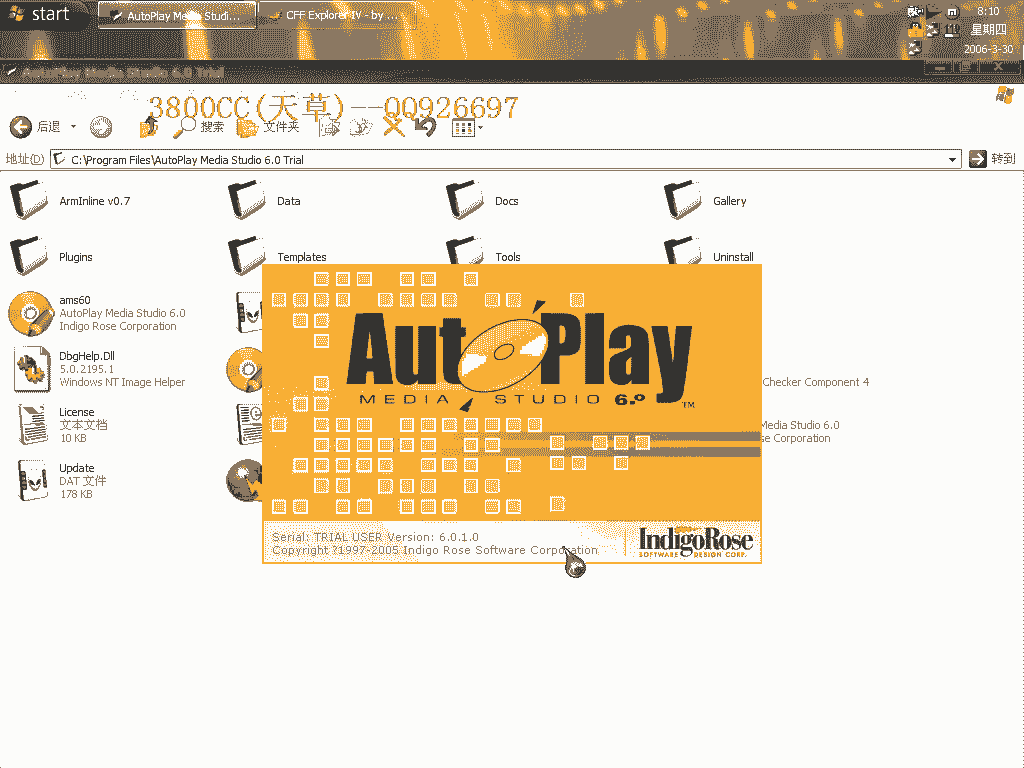 start
AutoPlay Media Studi...
CFF Explorer IV - by ...
8:10
星期四
2006-3-30
AutoPlay Media Studio 6.0 Trial
3800CC(天草)--QQ926697
后退
搜索
文件夹
地址(D)
C:\Program Files\AutoPlay Media Studio 6.0 Trial
转到
ArmInline v0.7
Data
Docs
Gallery
Plugins
Templates
Tools
Uninstall
ams60
AutoPlay Media Studio 6.0
Indigo Rose Corporation
DbgHelp.Dll
5.0.2195.1
Windows NT Image Helper
Checker Component 4
License
文本文档
10 KB
Media Studio 6.0
se Corporation
Update
DAT 文件
178 KB
AutoPlay
MEDIA STUDIO 6.0
TM
Serial: TRIAL USER Version: 6.0.1.0
Copyright ?1997-2005 Indigo Rose Software Corporation
IndigoRose
SOFTWARE DESIGN CORP.